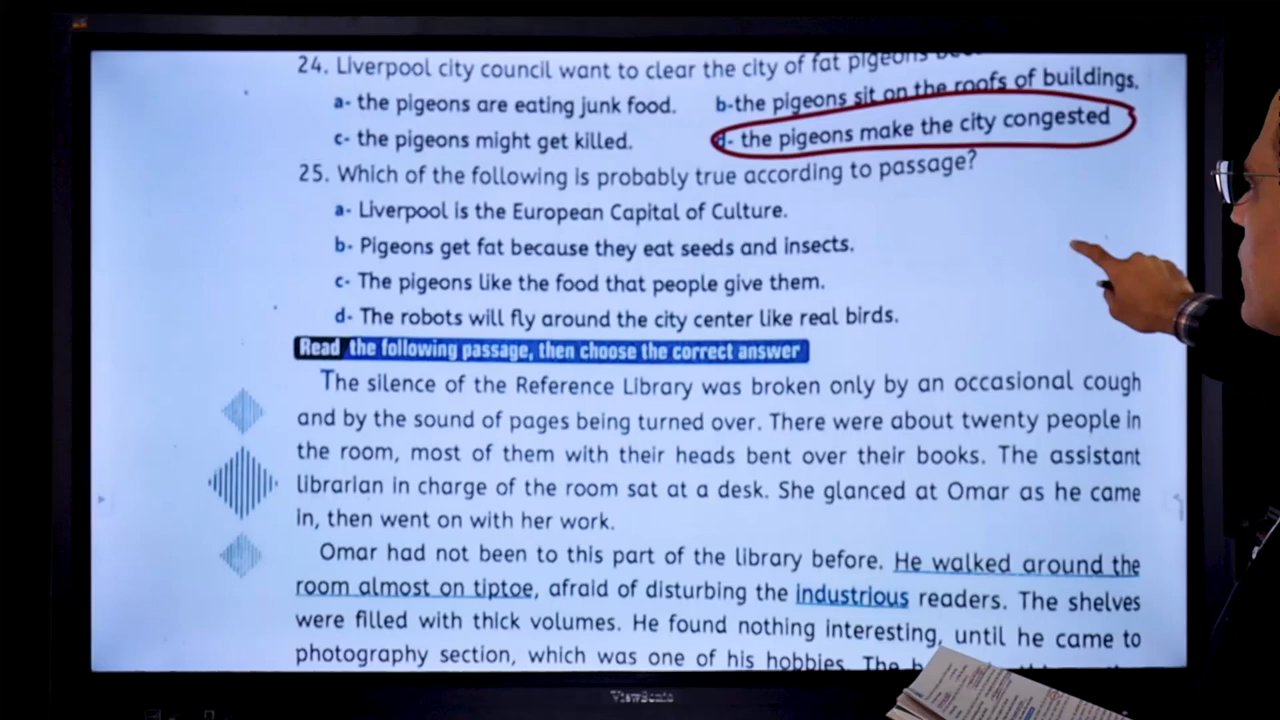 24. Liverpool city council want to clear the city of fat pigeons
a- the pigeons are eating junk food. b-the pigeons sit on the roofs of buildings.
c- the pigeons might get killed. d- the pigeons make the city congested
25. Which of the following is probably true according to passage?
a- Liverpool is the European Capital of Culture.
b- Pigeons get fat because they eat seeds and insects.
c- The pigeons like the food that people give them.
d- The robots will fly around the city center like real birds.
Read the following passage, then choose the correct answer
The silence of the Reference Library was broken only by an occasional cough
and by the sound of pages being turned over. There were about twenty people in
the room, most of them with their heads bent over their books. The assistant
librarian in charge of the room sat at a desk. She glanced at Omar as he came
in, then went on with her work.
Omar had not been to this part of the library before. He walked around the
room almost on tiptoe, afraid of disturbing the industrious readers. The shelves
were filled with thick volumes. He found nothing interesting, until he came to
photography section, which was one of his hobbies. The
ViewSonic